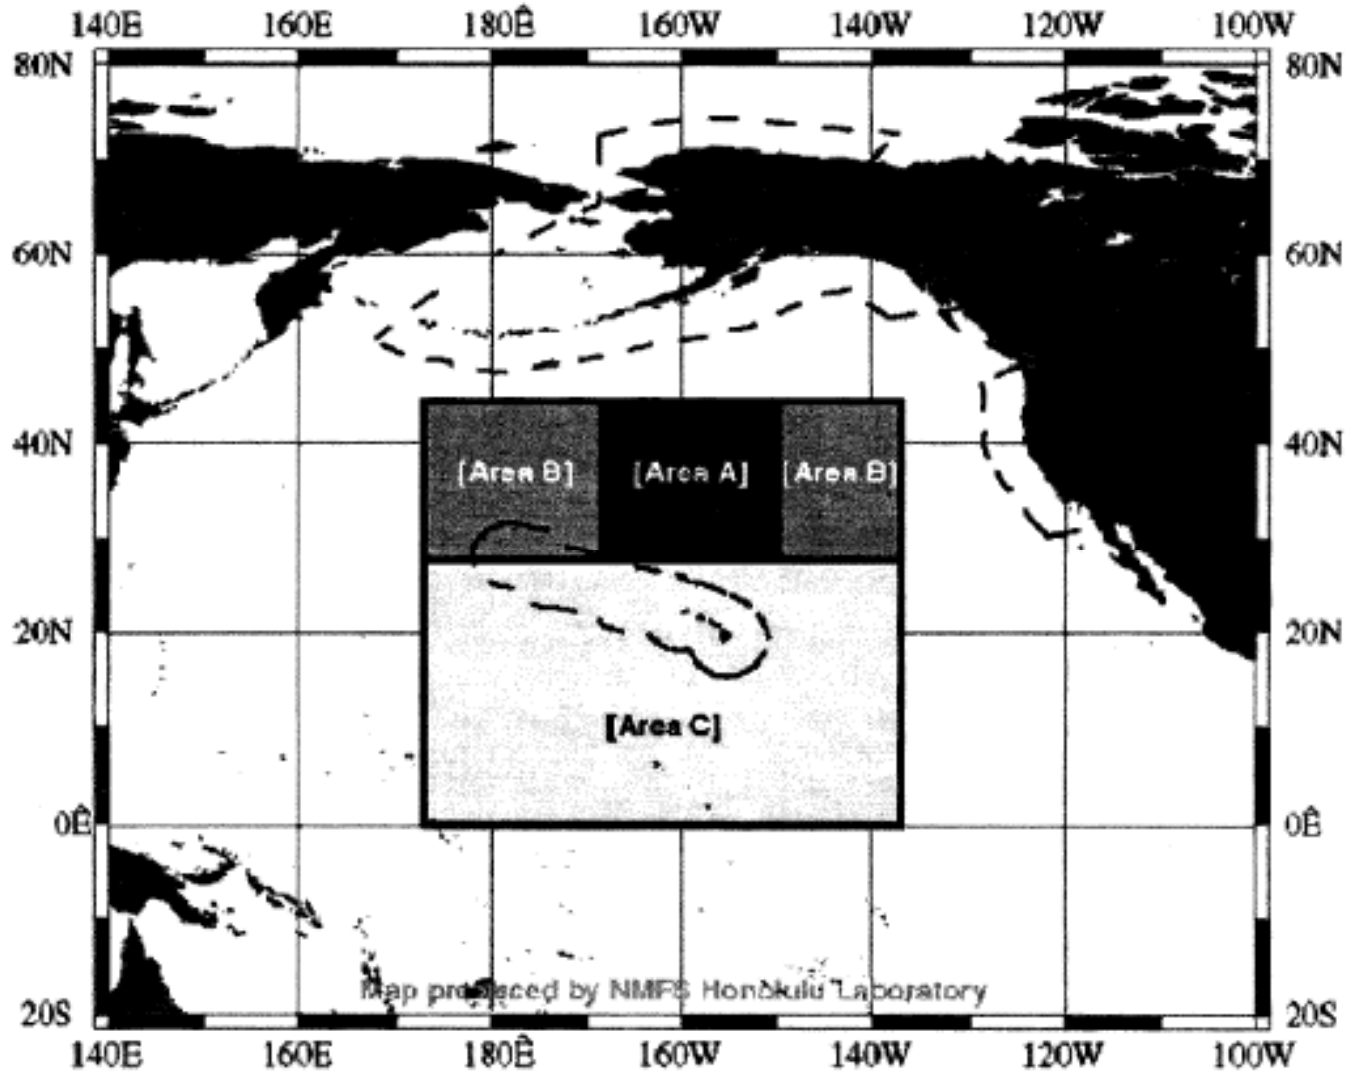 140E 160E 180Ê 160W 140W 120W 100W
80N 80N
60N 60N
40N 40N
[Area B] [Area A] [Area B]
20N 20N
[Area C]
0Ê 0Ê
Map produced by NMFS Honolulu Laboratory
20S 20S
140E 160E 180Ê 160W 140W 120W 100W